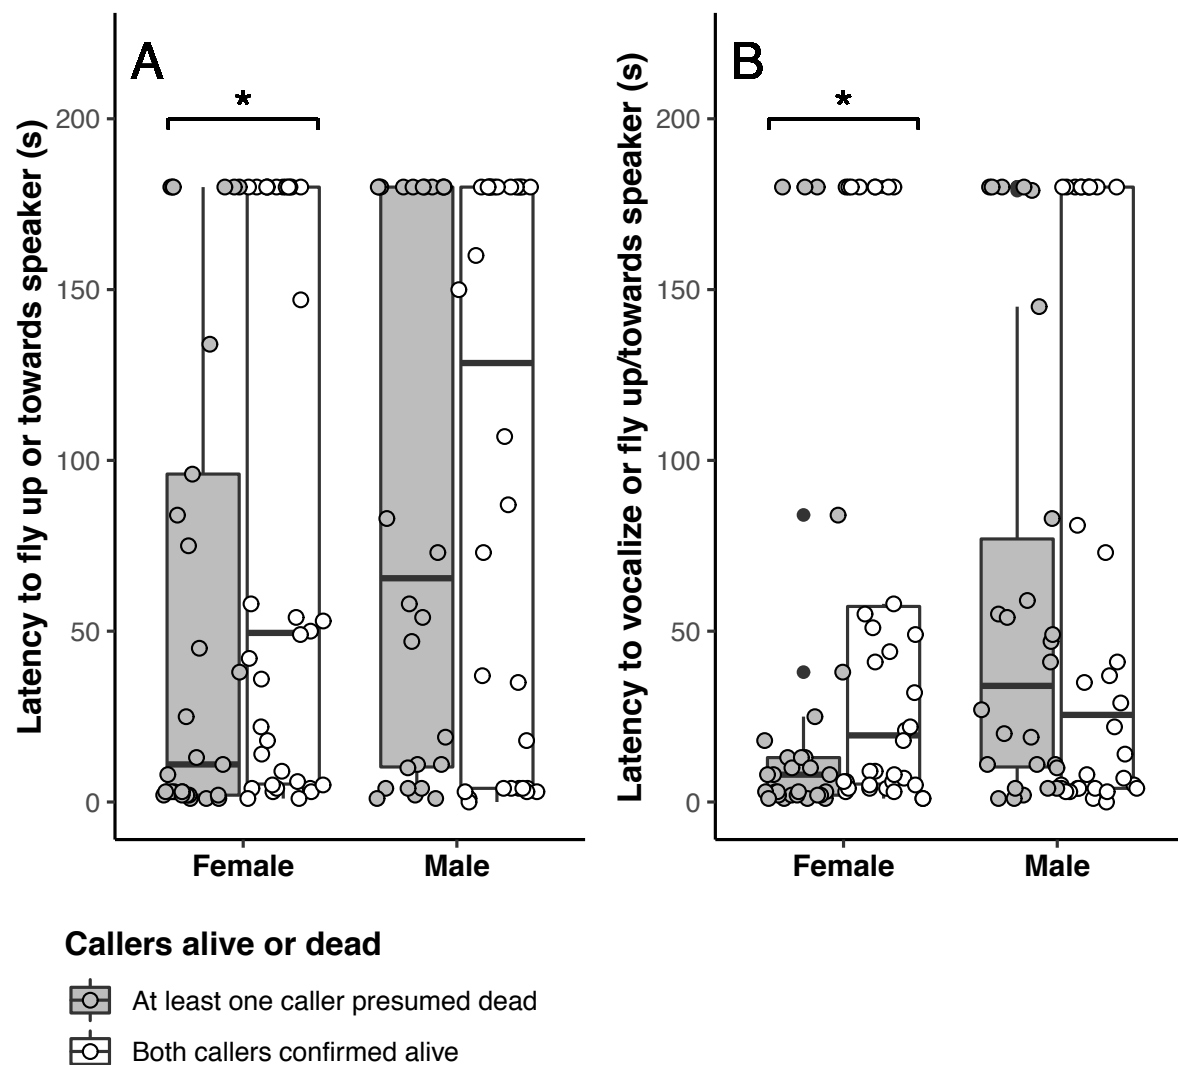 A
*
Latency to fly up or towards speaker (s)
200
150
100
50
0
Female
Male
B
*
Latency to vocalize or fly up/towards speaker (s)
200
150
100
50
0
Female
Male
Callers alive or dead
At least one caller presumed dead
Both callers confirmed alive